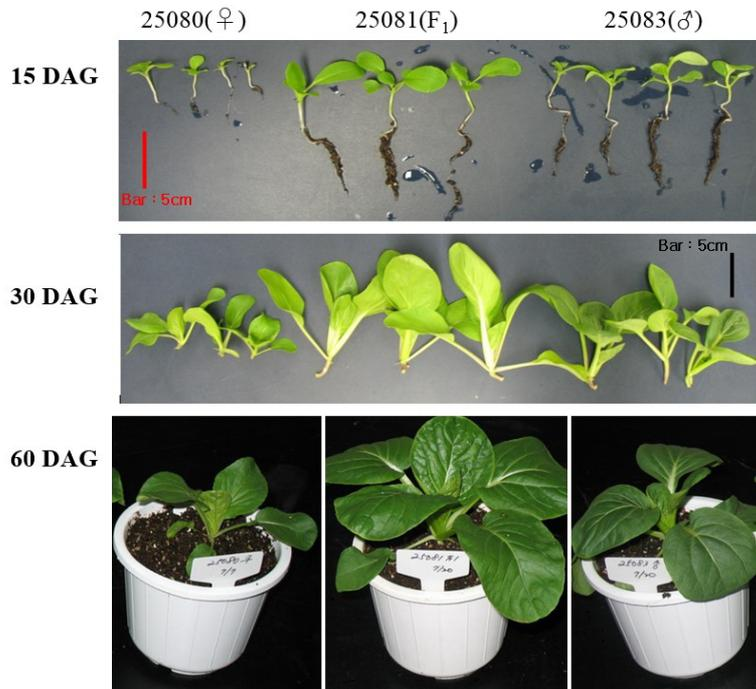 25080(♀) 25081(F1) 25083(♂)
15 DAG
Bar : 5cm
30 DAG
Bar : 5cm
60 DAG
25080 ♀
7/7
25081 F1
7/20
25083 ♂
7/20